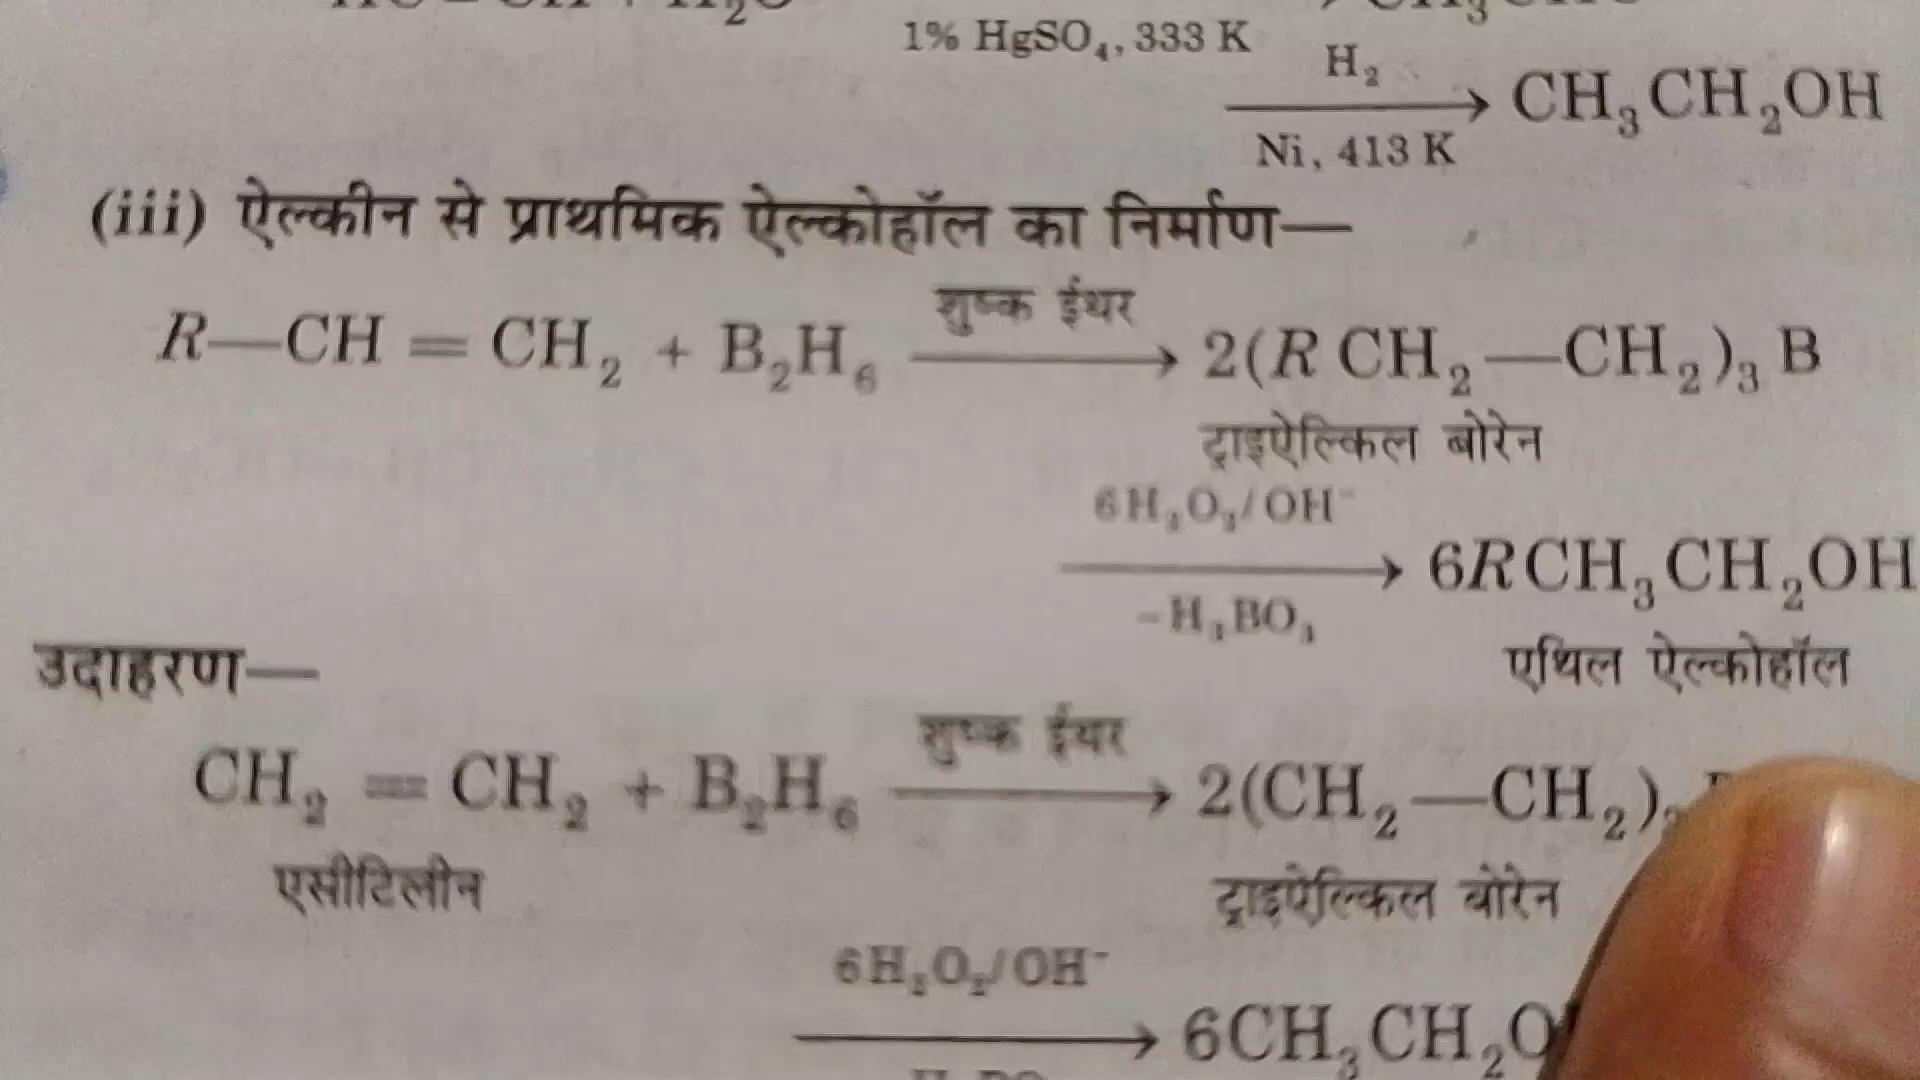 1% HgSO₄, 333 K
H₂
CH₃CH₂OH
Ni, 413 K
(iii) ऐल्कीन से प्राथमिक ऐल्कोहॉल का निर्माण—
शुष्क ईथर
R—CH = CH₂ + B₂H₆ → 2(R CH₂—CH₂)₃ B
ट्राइऐल्किल बोरेन
6H₂O₂/OH⁻
→ 6RCH₃CH₂OH
–H₃BO₃
एथिल ऐल्कोहॉल
उदाहरण—
शुष्क ईथर
CH₂ = CH₂ + B₂H₆ → 2(CH₂—CH₂)
एसीटिलीन ट्राइऐल्किल बोरेन
6H₂O₂/OH⁻
→ 6CH₃CH₂O